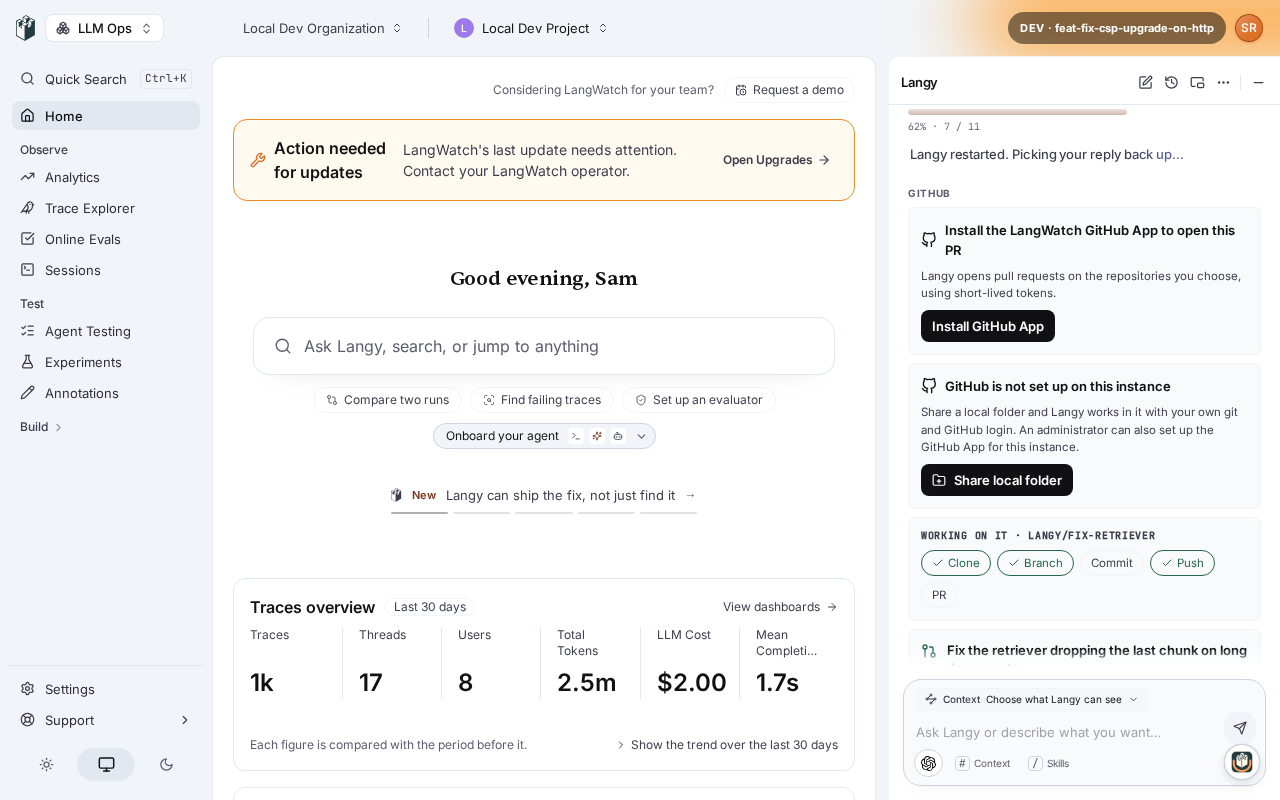 LLM Ops
Local Dev Organization
L
Local Dev Project
DEV · feat-fix-csp-upgrade-on-http
SR
Quick Search
Ctrl+K
Home
Observe
Analytics
Trace Explorer
Online Evals
Sessions
Test
Agent Testing
Experiments
Annotations
Build
Settings
Support
Considering LangWatch for your team?
Request a demo
Action needed
for updates
LangWatch's last update needs attention.
Contact your LangWatch operator.
Open Upgrades
Good evening, Sam
Ask Langy, search, or jump to anything
Compare two runs
Find failing traces
Set up an evaluator
Onboard your agent
New
Langy can ship the fix, not just find it →
Traces overview
Last 30 days
View dashboards
Traces
1k
Threads
17
Users
8
Total
Tokens
2.5m
LLM Cost
$2.00
Mean
Completi...
1.7s
Each figure is compared with the period before it.
Show the trend over the last 30 days
Langy
62% · 7 / 11
Langy restarted. Picking your reply back up...
GITHUB
Install the LangWatch GitHub App to open this
PR
Langy opens pull requests on the repositories you choose,
using short-lived tokens.
Install GitHub App
GitHub is not set up on this instance
Share a local folder and Langy works in it with your own git
and GitHub login. An administrator can also set up the
GitHub App for this instance.
Share local folder
WORKING ON IT · LANGY/FIX-RETRIEVER
Clone
Branch
Commit
Push
PR
Fix the retriever dropping the last chunk on long
Context Choose what Langy can see
Ask Langy or describe what you want...
# Context
/ Skills